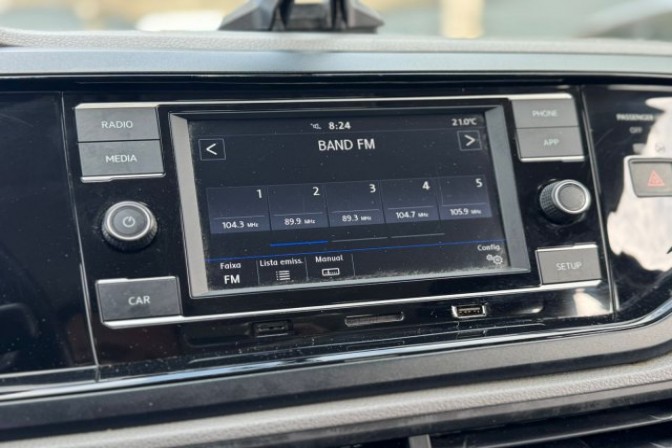 RADIO
MEDIA
CAR
8:24
21.0°C
BAND FM
1 2 3 4 5
104.3 MHz 89.9 MHz 89.3 MHz 104.7 MHz 105.9 MHz
Faixa Lista emiss. Manual Config.
FM
PHONE
APP
SETUP
PASSENGER
OFF